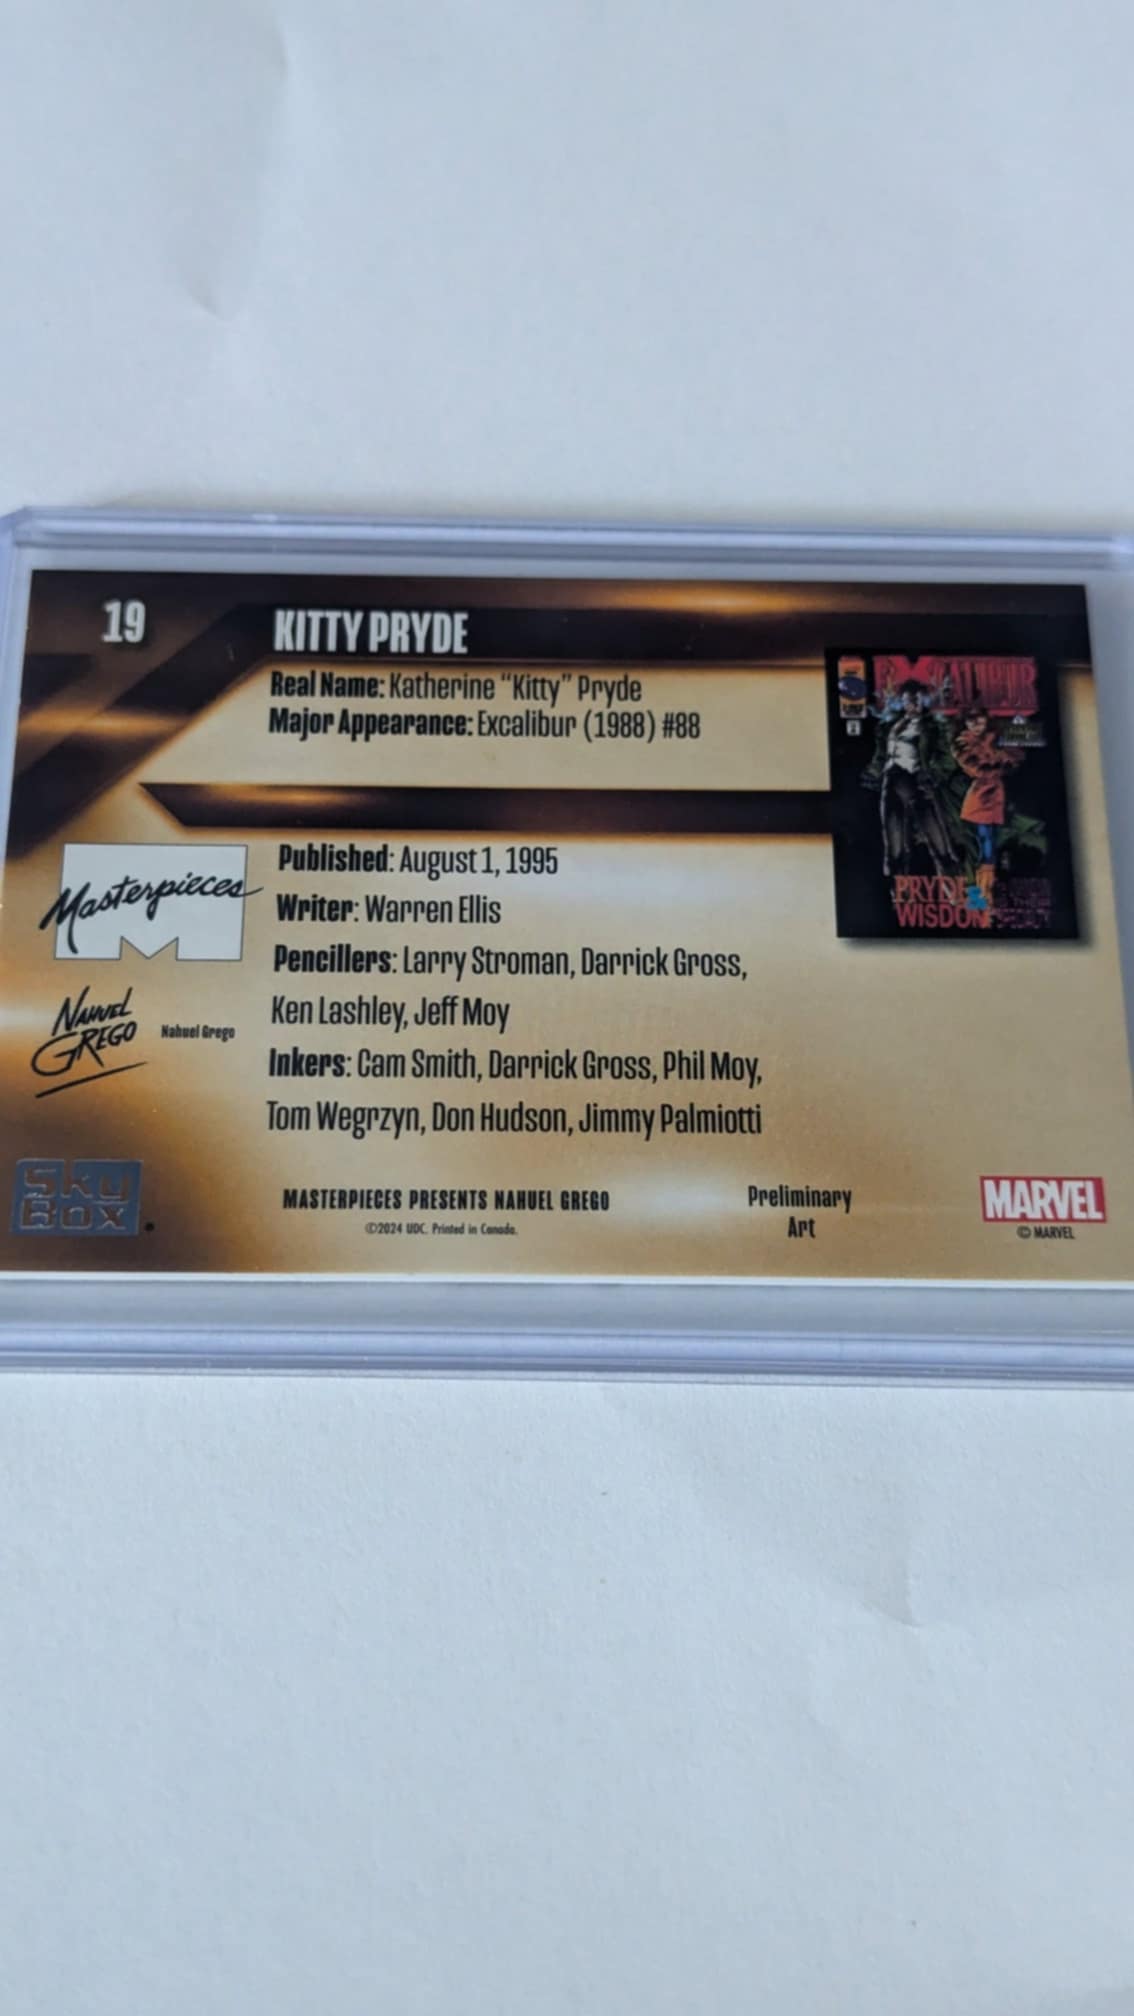 19
KITTY PRYDE
Real Name: Katherine “Kitty” Pryde
Major Appearance: Excalibur (1988) #88
EXCALIBUR
PRYDE &
WISDOM
Masterpieces
Published: August 1, 1995
Writer: Warren Ellis
Pencillers: Larry Stroman, Darrick Gross,
Ken Lashley, Jeff Moy
Inkers: Cam Smith, Darrick Gross, Phil Moy,
Tom Wegrzyn, Don Hudson, Jimmy Palmiotti
NAHUEL
GREGO
Nahuel Grego
SkyBox
MASTERPIECES PRESENTS NAHUEL GREGO
©2024 UDC. Printed in Canada.
Preliminary
Art
MARVEL
© MARVEL